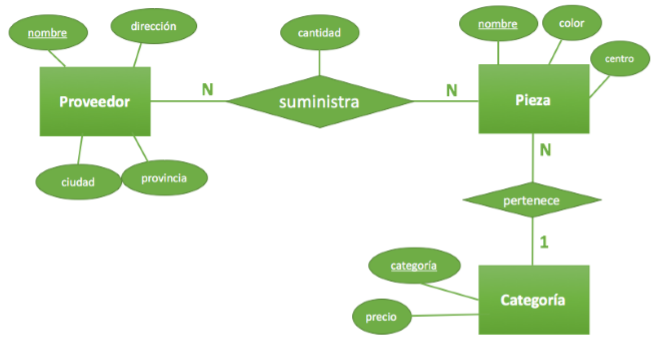 nombre
dirección
cantidad
nombre
color
centro
Proveedor
N
suministra
N
Pieza
ciudad
provincia
N
pertenece
1
categoría
precio
Categoría